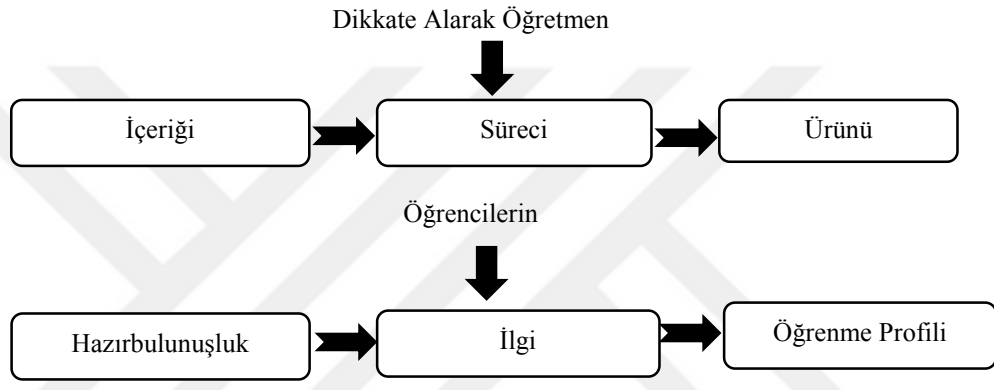 Dikkate Alarak Öğretmen
İçeriği Süreci Ürünü
Öğrencilerin
Hazırbulunuşluk İlgi Öğrenme Profili